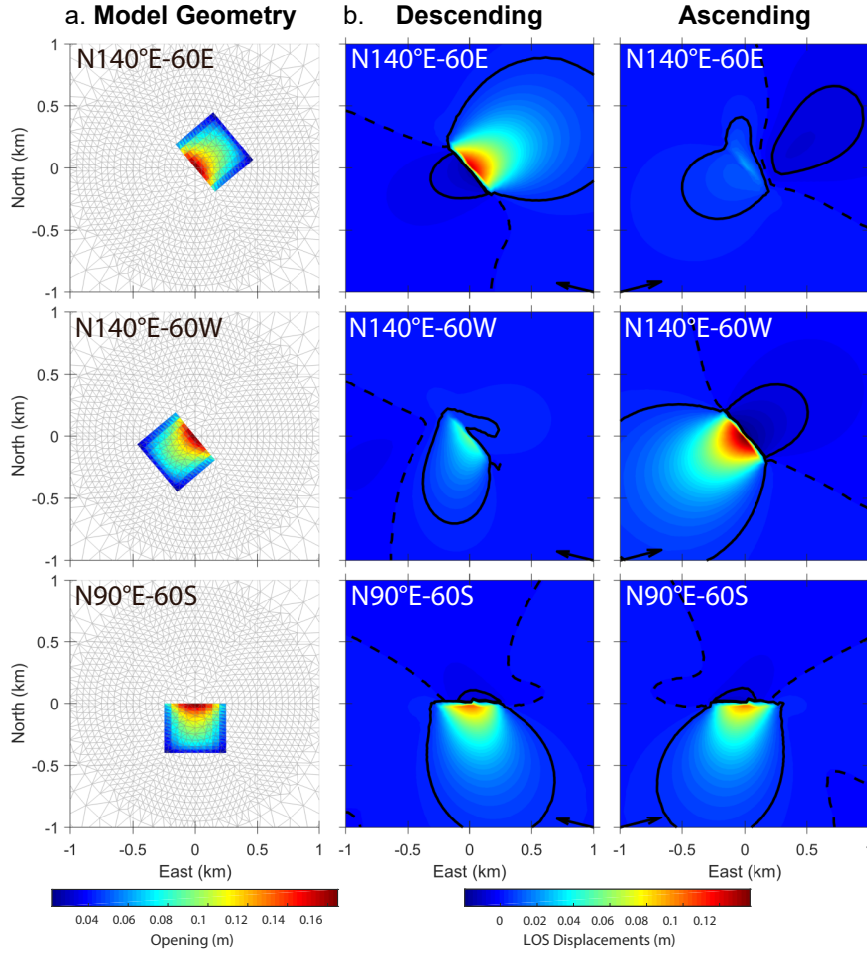 a. Model Geometry b. Descending Ascending
N140°E-60E N140°E-60E N140°E-60E
1
0.5
0
-0.5
-1
North (km)
N140°E-60W N140°E-60W N140°E-60W
1
0.5
0
-0.5
-1
North (km)
N90°E-60S N90°E-60S N90°E-60S
1
0.5
0
-0.5
-1
North (km)
-1 -0.5 0 0.5 1 -0.5 0 0.5 1 -0.5 0 0.5 1
East (km) East (km) East (km)
0.04 0.06 0.08 0.1 0.12 0.14 0.16 0 0.02 0.04 0.06 0.08 0.1 0.12
Opening (m) LOS Displacements (m)